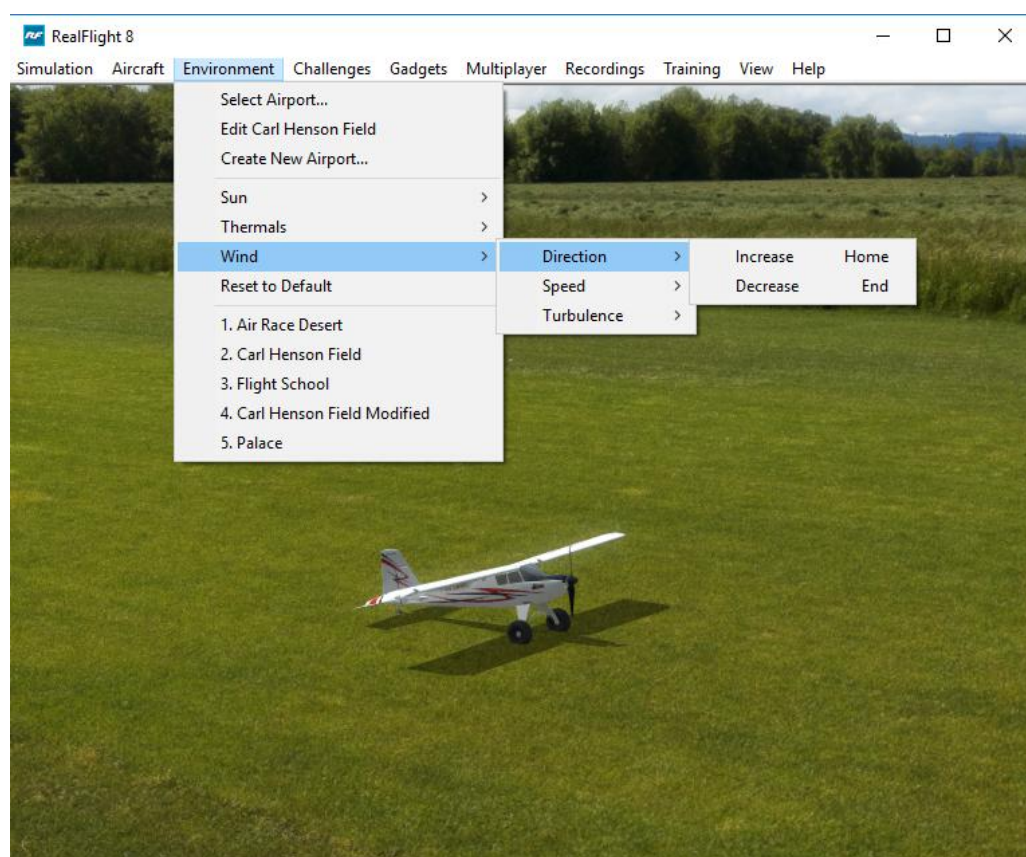 RF RealFlight 8
Simulation Aircraft Environment Challenges Gadgets Multiplayer Recordings Training View Help
Select Airport...
Edit Carl Henson Field
Create New Airport...
Sun
Thermals
Wind
Direction
Increase Home
Reset to Default
Speed
Decrease End
Turbulence
1. Air Race Desert
2. Carl Henson Field
3. Flight School
4. Carl Henson Field Modified
5. Palace